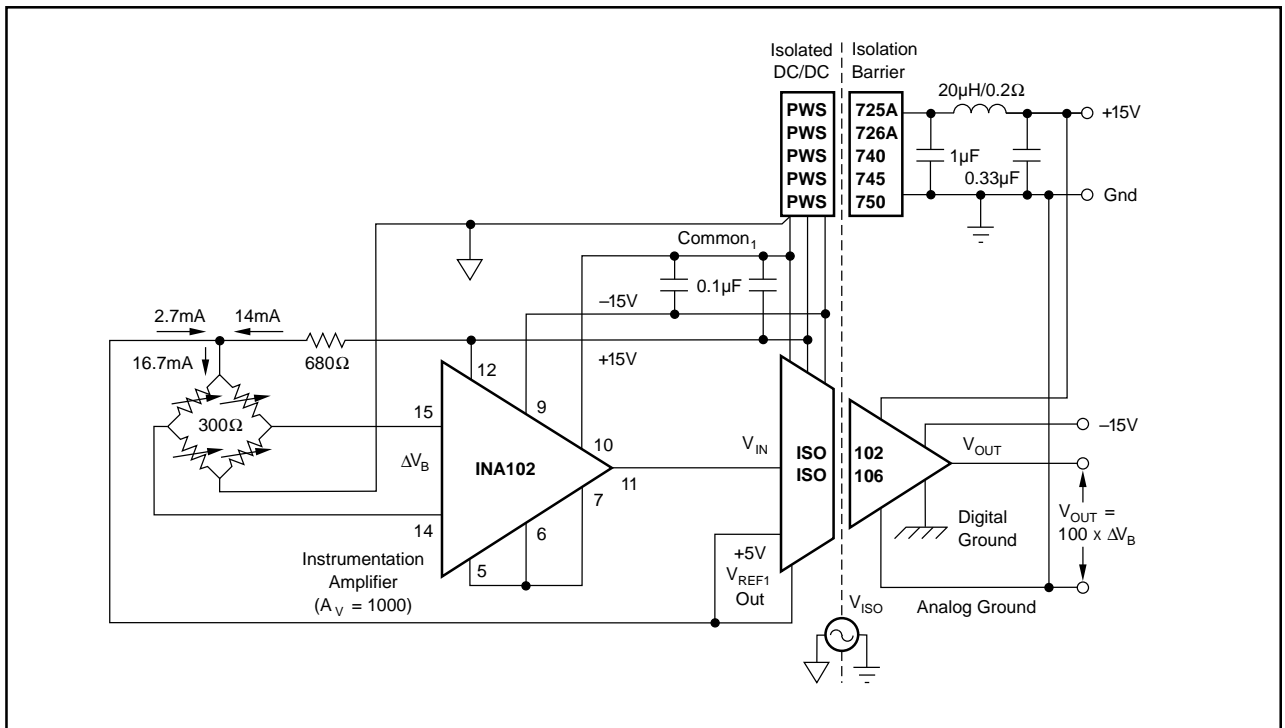 Isolated
DC/DC
Isolation
Barrier
20µH/0.2Ω
PWS
PWS
PWS
PWS
PWS
725A
726A
740
745
750
+15V
1µF
0.33µF
Gnd
Common1
0.1µF
–15V
2.7mA
14mA
16.7mA
680Ω
+15V
12
9
15
300Ω
10
ΔVB
INA102
11
7
14
6
5
Instrumentation
Amplifier
(AV = 1000)
VIN
ISO
ISO
102
106
–15V
VOUT
+5V
VREF1
Out
Digital
Ground
VOUT =
100 x ΔVB
VISO
Analog Ground